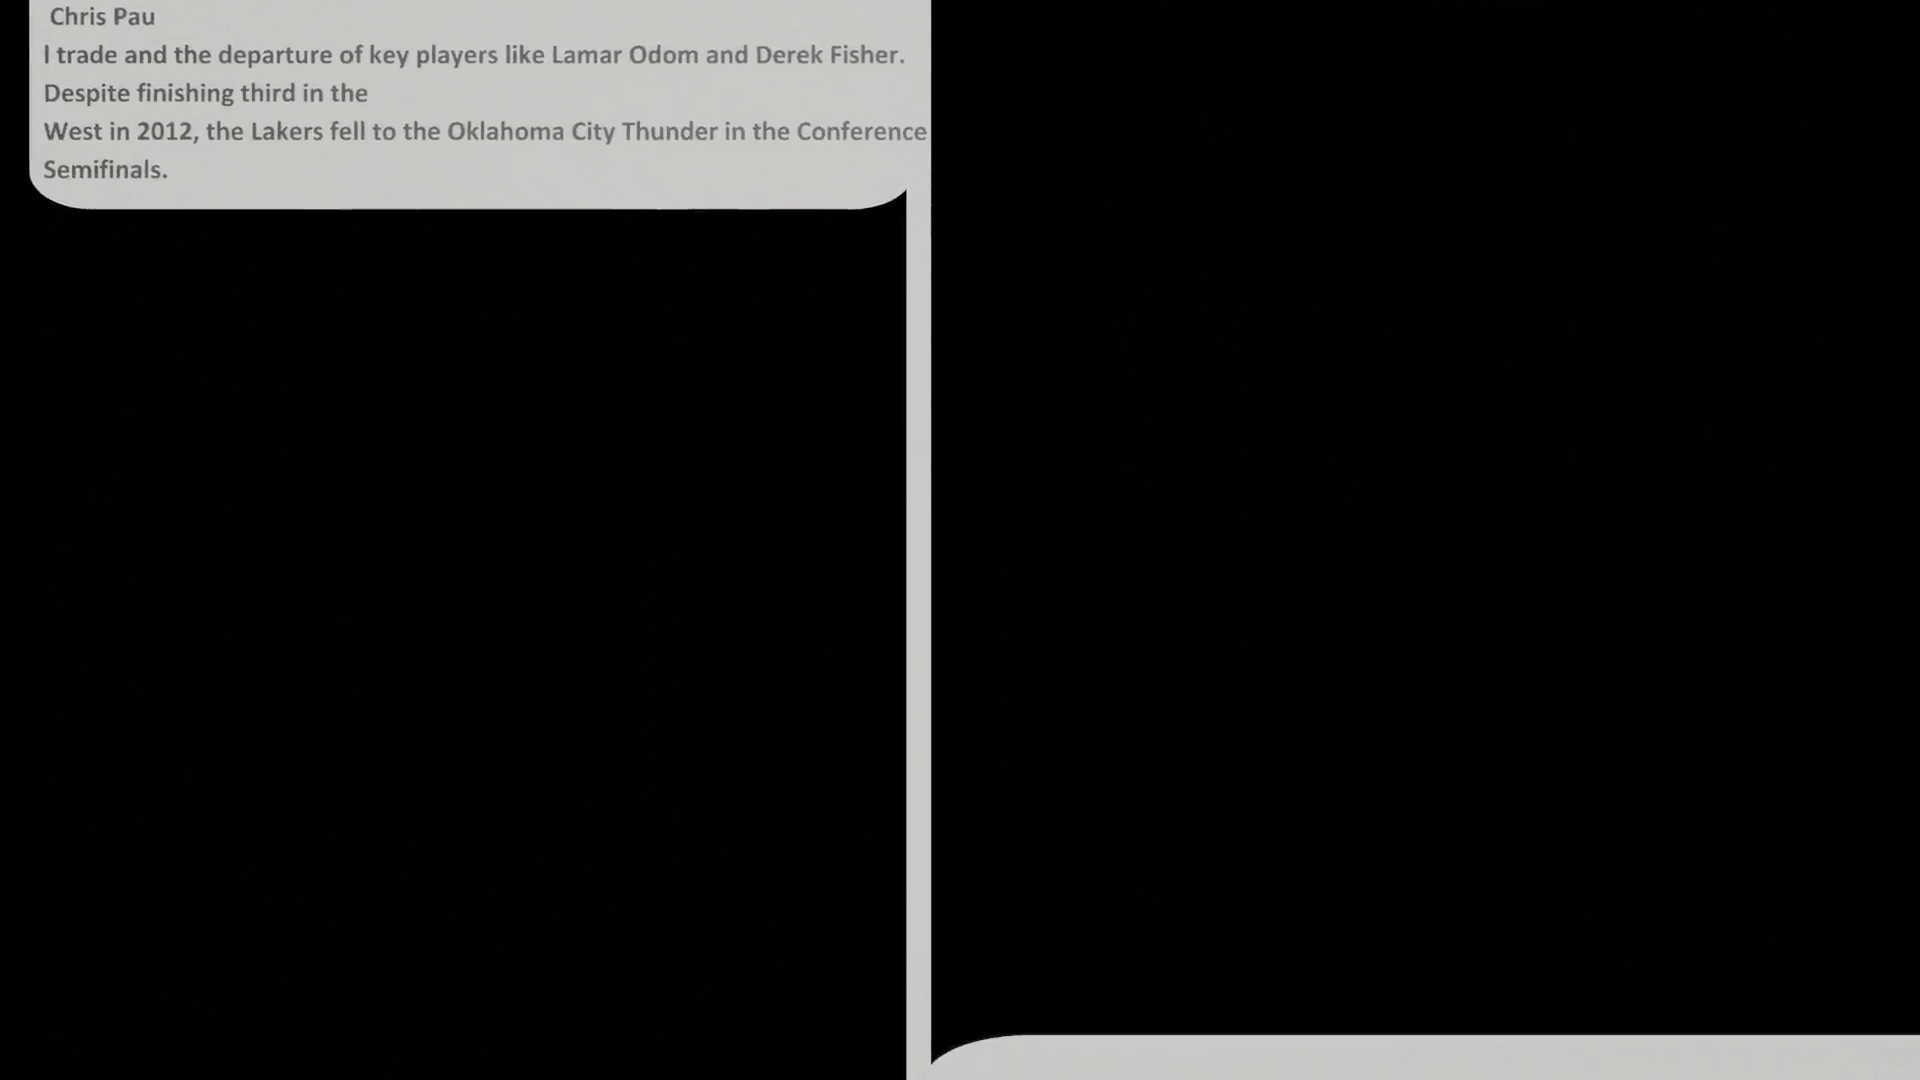 Chris Pau
l trade and the departure of key players like Lamar Odom and Derek Fisher.
Despite finishing third in the
West in 2012, the Lakers fell to the Oklahoma City Thunder in the Conference
Semifinals.